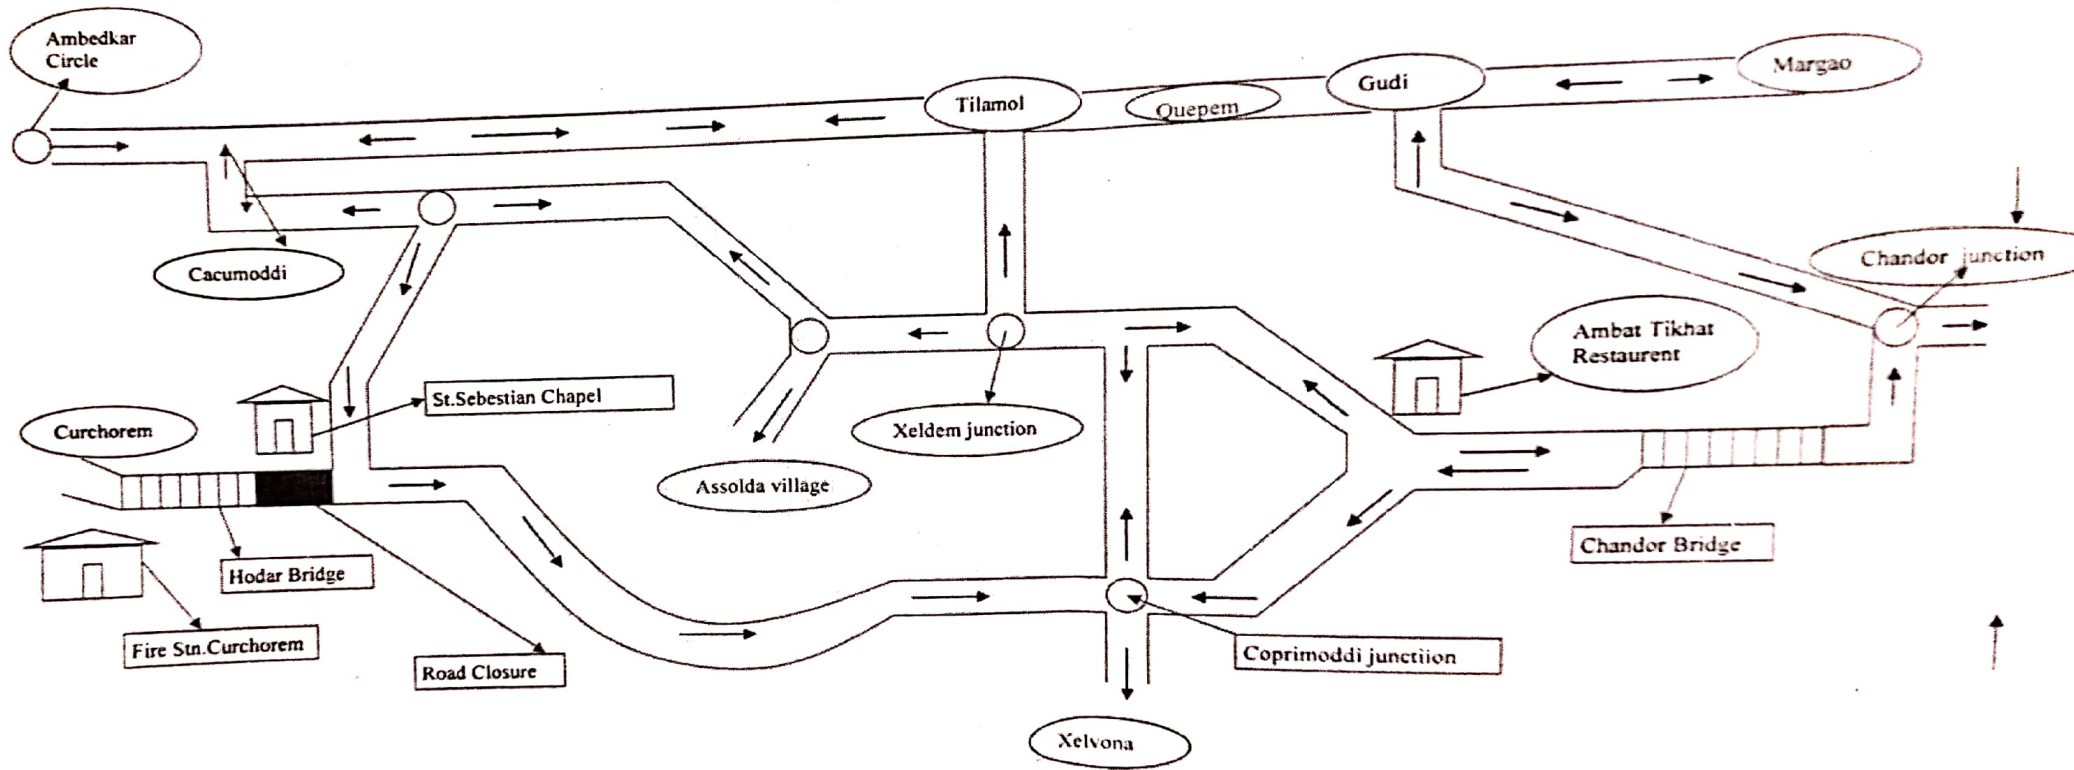 Ambedkar
Circle
Tilamol
Quepem
Gudi
Margao
Cacumoddi
Chandor junction
Ambat Tikhat
Restaurent
St.Sebestian Chapel
Curchorem
Xeldem junction
Assolda village
Hodar Bridge
Chandor Bridge
Fire Stn.Curchorem
Road Closure
Coprimoddi junctiion
Xelvona